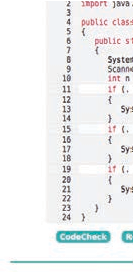 2 import java.
3
4 public class
5 {
6 public st
7 {
8 System
9 Scanne
10 int n
11 if (.
12 {
13 Sys
14 }
15 if (.
16 {
17 Sys
18 }
19 if (.
20 {
21 Sys
22 }
23 }
24 }
CodeCheck R